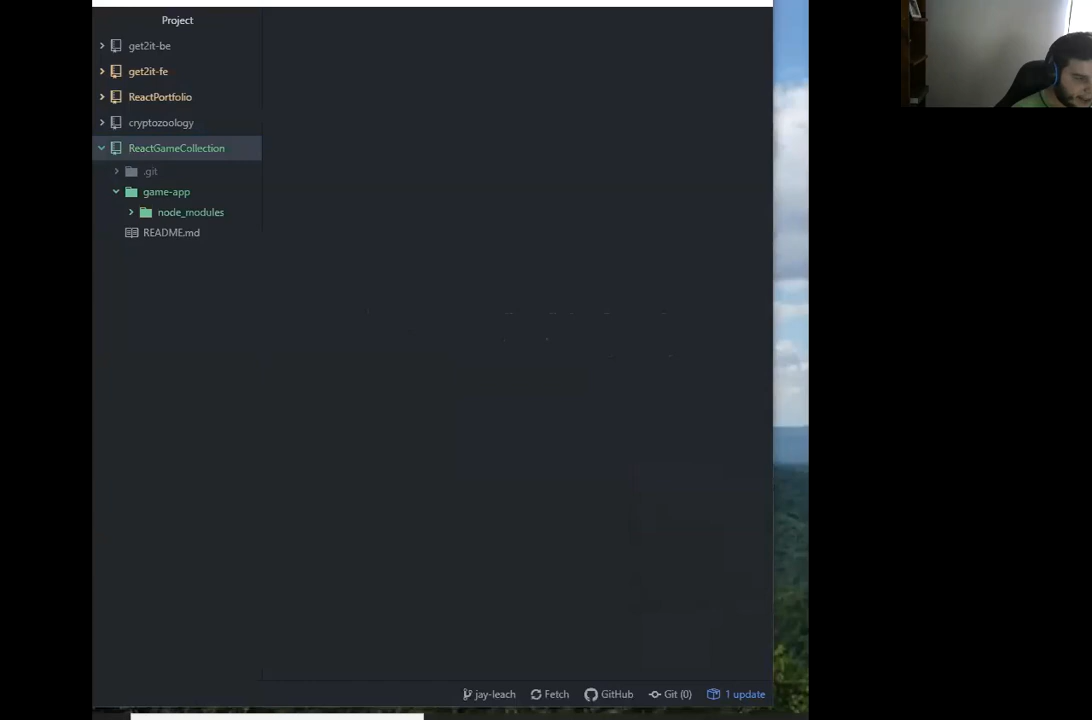 Project
get2it-be
get2it-fe
ReactPortfolio
cryptozoology
ReactGameCollection
.git
game-app
node_modules
README.md
jay-leach Fetch GitHub Git (0) 1 update